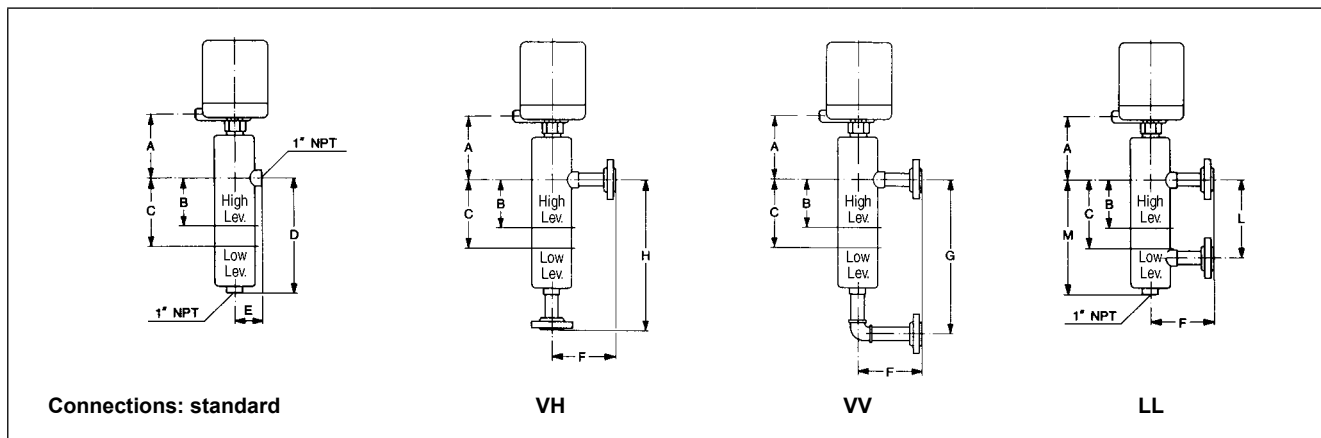 A
C
B
High
Lev.
Low
Lev.
D
E
1" NPT
1" NPT
Connections: standard
A
C
B
High
Lev.
Low
Lev.
H
F
VH
A
C
B
High
Lev.
Low
Lev.
G
F
VV
A
M
C
B
High
Lev.
Low
Lev.
L
F
1" NPT
LL